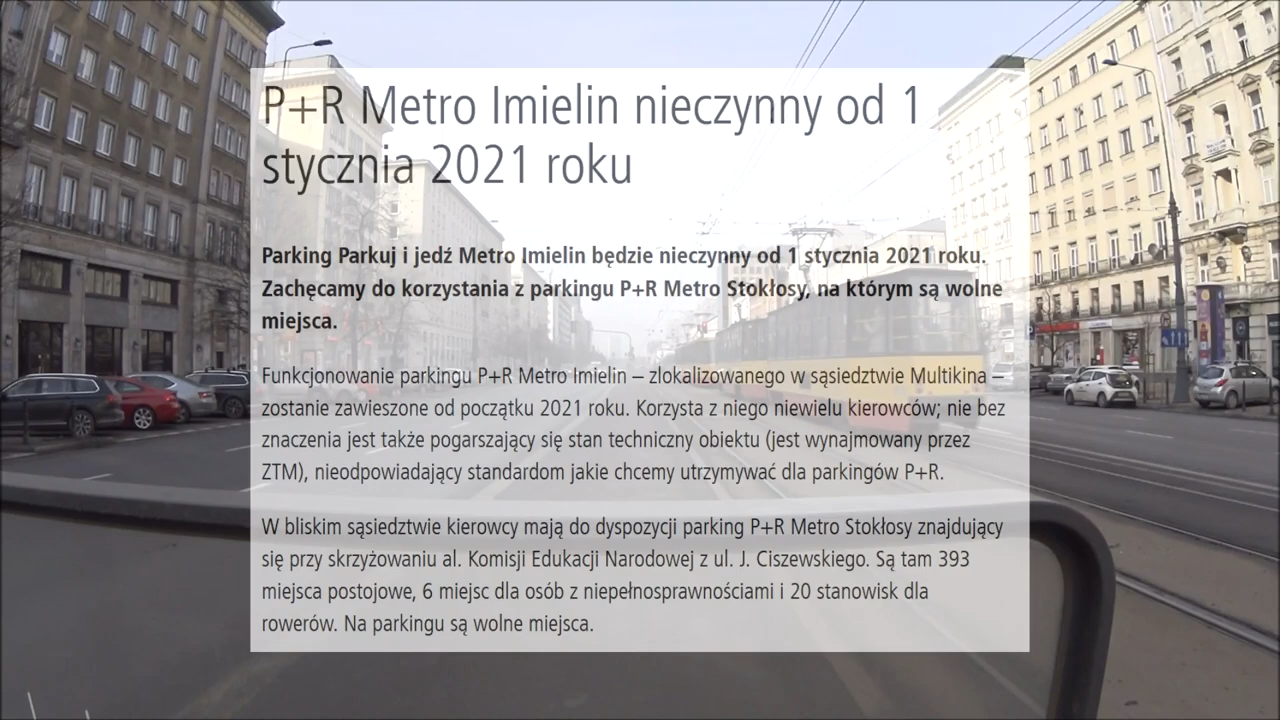 P+R Metro Imielin nieczynny od 1
stycznia 2021 roku
Parking Parkuj i jedź Metro Imielin będzie nieczynny od 1 stycznia 2021 roku.
Zachęcamy do korzystania z parkingu P+R Metro Stokłosy, na którym są wolne
miejsca.
Funkcjonowanie parkingu P+R Metro Imielin – zlokalizowanego w sąsiedztwie Multikina –
zostanie zawieszone od początku 2021 roku. Korzysta z niego niewielu kierowców; nie bez
znaczenia jest także pogarszający się stan techniczny obiektu (jest wynajmowany przez
ZTM), nieodpowiadający standardom jakie chcemy utrzymywać dla parkingów P+R.
W bliskim sąsiedztwie kierowcy mają do dyspozycji parking P+R Metro Stokłosy znajdujący
się przy skrzyżowaniu al. Komisji Edukacji Narodowej z ul. J. Ciszewskiego. Są tam 393
miejsca postojowe, 6 miejsc dla osób z niepełnosprawnościami i 20 stanowisk dla
rowerów. Na parkingu są wolne miejsca.